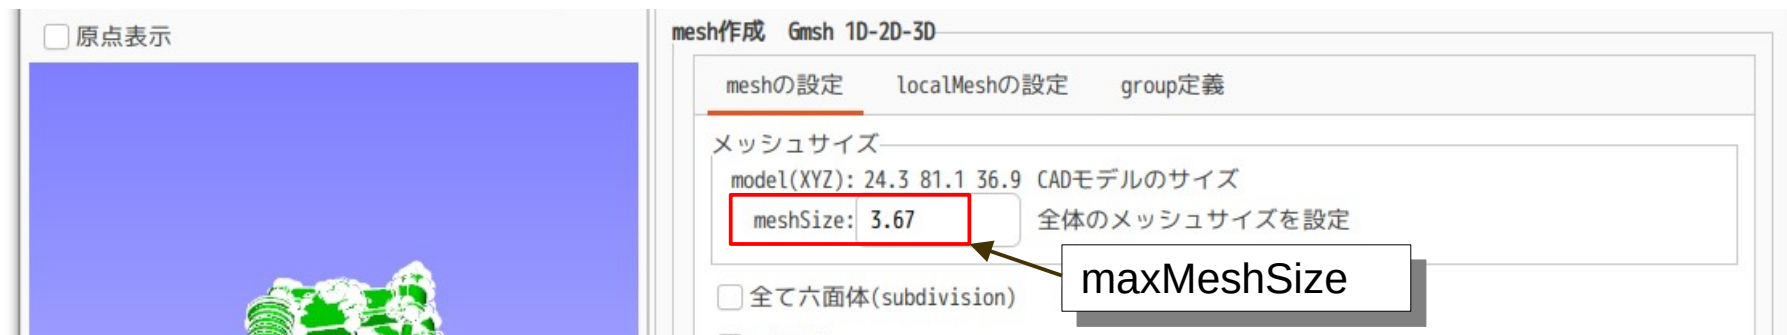 原点表示
mesh作成 Gmsh 1D-2D-3D
meshの設定 localMeshの設定 group定義
メッシュサイズ
model(XYZ): 24.3 81.1 36.9 CADモデルのサイズ
meshSize: 3.67 全体のメッシュサイズを設定
maxMeshSize
全て六面体(subdivision)